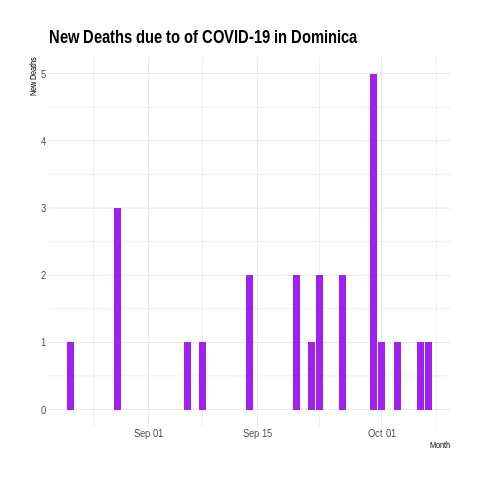 New Deaths due to of COVID-19 in Dominica
New Deaths
5
4
3
2
1
0
Sep 01
Sep 15
Oct 01
Month